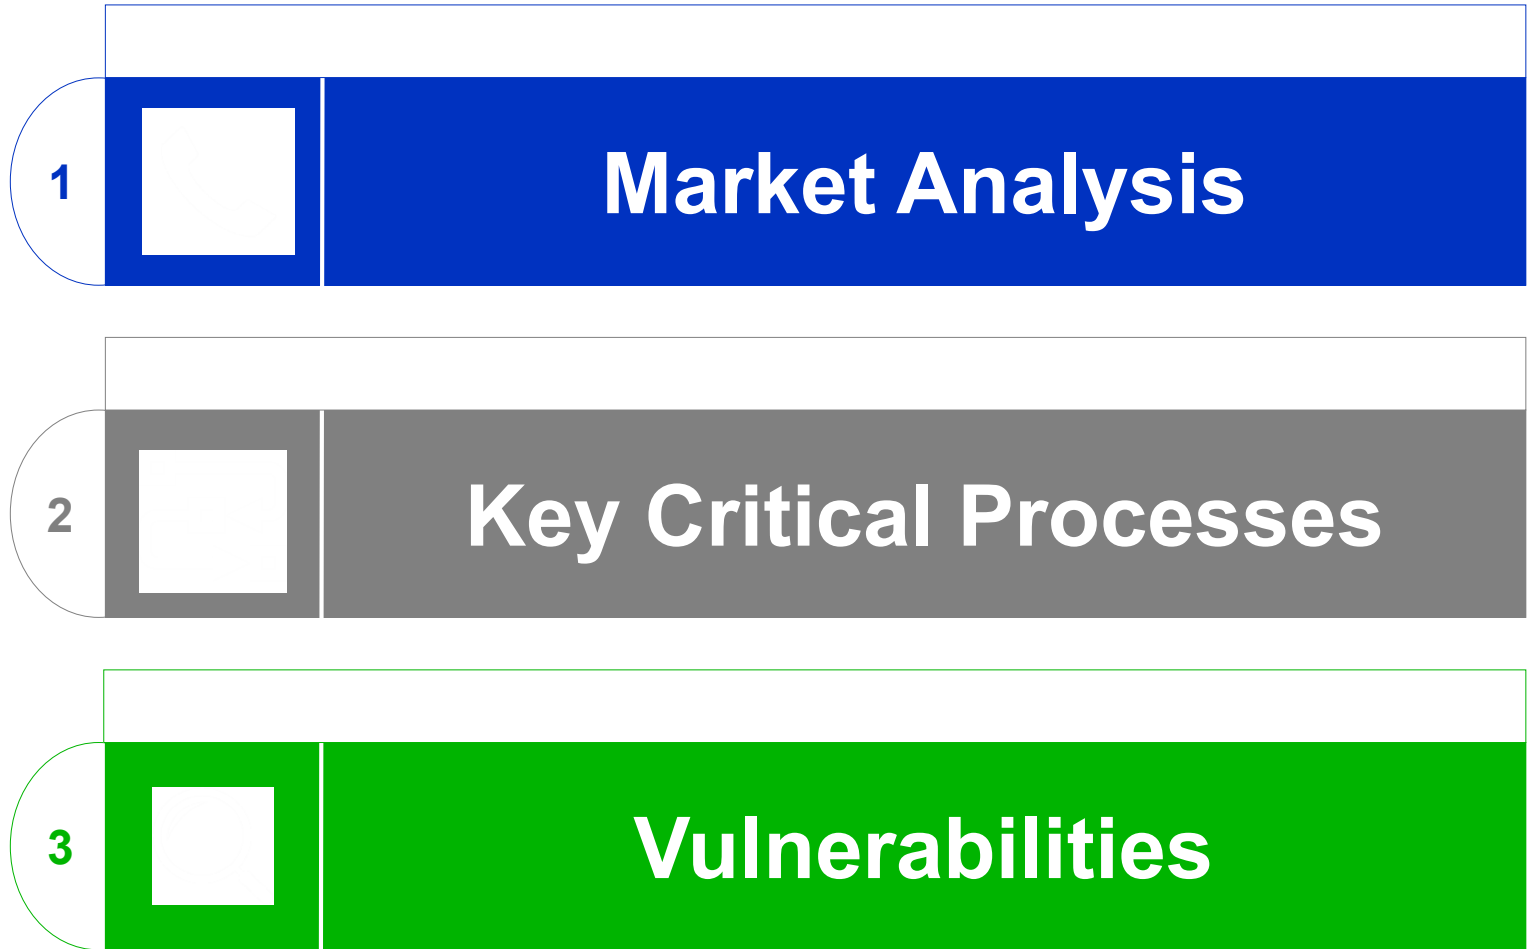 1
Market Analysis
2
Key Critical Processes
3
Vulnerabilities